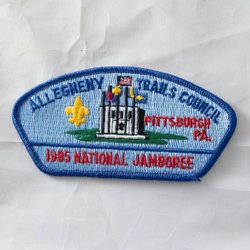 ALLEGHENY TRAILS COUNCIL
PITTSBURGH
PA.
1985 NATIONAL JAMBOREE